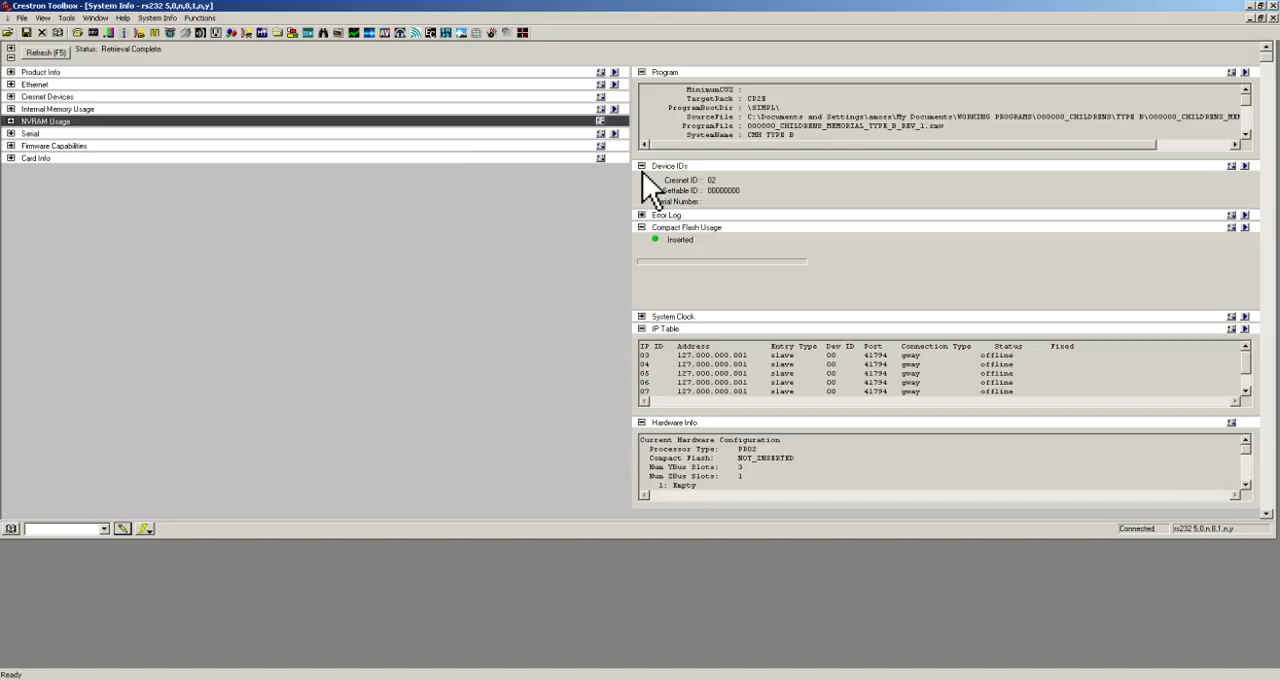 Crestron Toolbox - [System Info - rs232 5,0,n,8,1,n,y]
File View Tools Window Help System Info Functions
Refresh (F5) Status: Retrieval Complete.
Product Info
Ethernet
Cresnet Devices
Internal Memory Usage
NVRAM Usage
Serial
Firmware Capabilities
Card Info
Program
MinimumCUZ :
TargetRack : CP2E
ProgramBootDir : \SIMPL\
SourceFile : C:\Documents and Settings\amoss\My Documents\WORKING PROGRAMS\000000_CHILDRENS\TYPE B\000000_CHILDRENS_MEM
ProgramFile : 000000_CHILDRENS_MEMORIAL_TYPE_B_REV_1.smw
SystemName : CMH TYPE B
Device IDs
Cresnet ID : 02
Settable ID : 00000000
rial Number :
Error Log
Compact Flash Usage
Inserted
System Clock
IP Table
IP ID Address Entry Type Dev ID Port Connection Type Status Fixed
03 127.000.000.001 slave 00 41794 gway offline
04 127.000.000.001 slave 00 41794 gway offline
05 127.000.000.001 slave 00 41794 gway offline
06 127.000.000.001 slave 00 41794 gway offline
07 127.000.000.001 slave 00 41794 gway offline
Hardware Info
Current Hardware Configuration
Processor Type: PRO2
Compact Flash: NOT_INSERTED
Num YBus Slots: 3
Num ZBus Slots: 1
1: Empty
Connected rs232 5,0,n,8,1,n,y
Ready